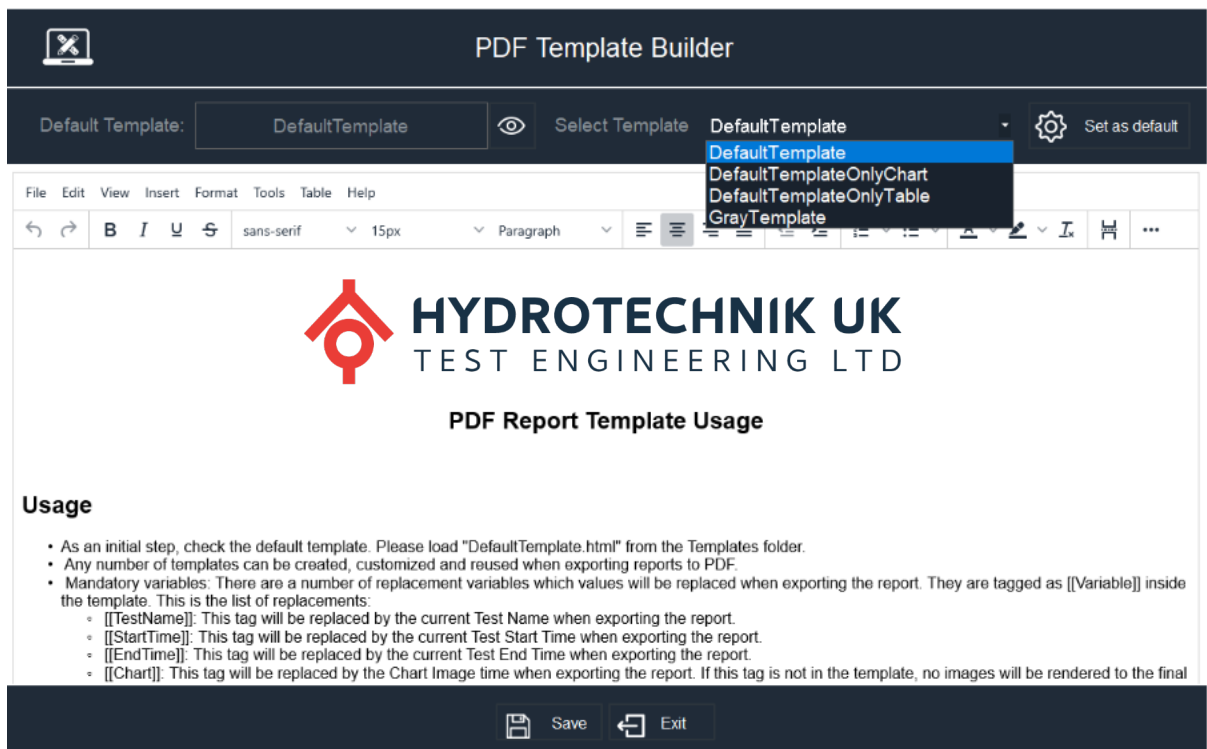 PDF Template Builder
Default Template: DefaultTemplate Select Template DefaultTemplate Set as default
DefaultTemplate
DefaultTemplateOnlyChart
DefaultTemplateOnlyTable
GrayTemplate
File Edit View Insert Format Tools Table Help
B I U S sans-serif 15px Paragraph
HYDROTECHNIK UK
TEST ENGINEERING LTD
PDF Report Template Usage
Usage
• As an initial step, check the default template. Please load "DefaultTemplate.html" from the Templates folder.
• Any number of templates can be created, customized and reused when exporting reports to PDF.
• Mandatory variables: There are a number of replacement variables which values will be replaced when exporting the report. They are tagged as [[Variable]] inside
the template. This is the list of replacements:
◦ [[TestName]]: This tag will be replaced by the current Test Name when exporting the report.
◦ [[StartTime]]: This tag will be replaced by the current Test Start Time when exporting the report.
◦ [[EndTime]]: This tag will be replaced by the current Test End Time when exporting the report.
◦ [[Chart]]: This tag will be replaced by the Chart Image time when exporting the report. If this tag is not in the template, no images will be rendered to the final
Save Exit